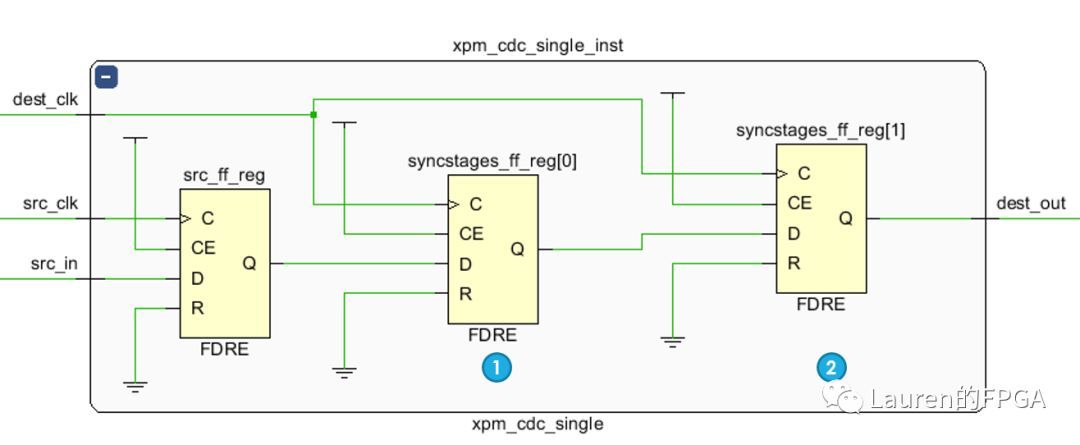 xpm_cdc_single_inst
dest_clk
syncstages_ff_reg[1]
syncstages_ff_reg[0]
src_ff_reg
C
CE
D
R
Q
FDRE
src_clk
src_in
C
CE
D
R
Q
FDRE
1
C
CE
D
R
Q
FDRE
2
dest_out
Lauren的FPGA
xpm_cdc_single